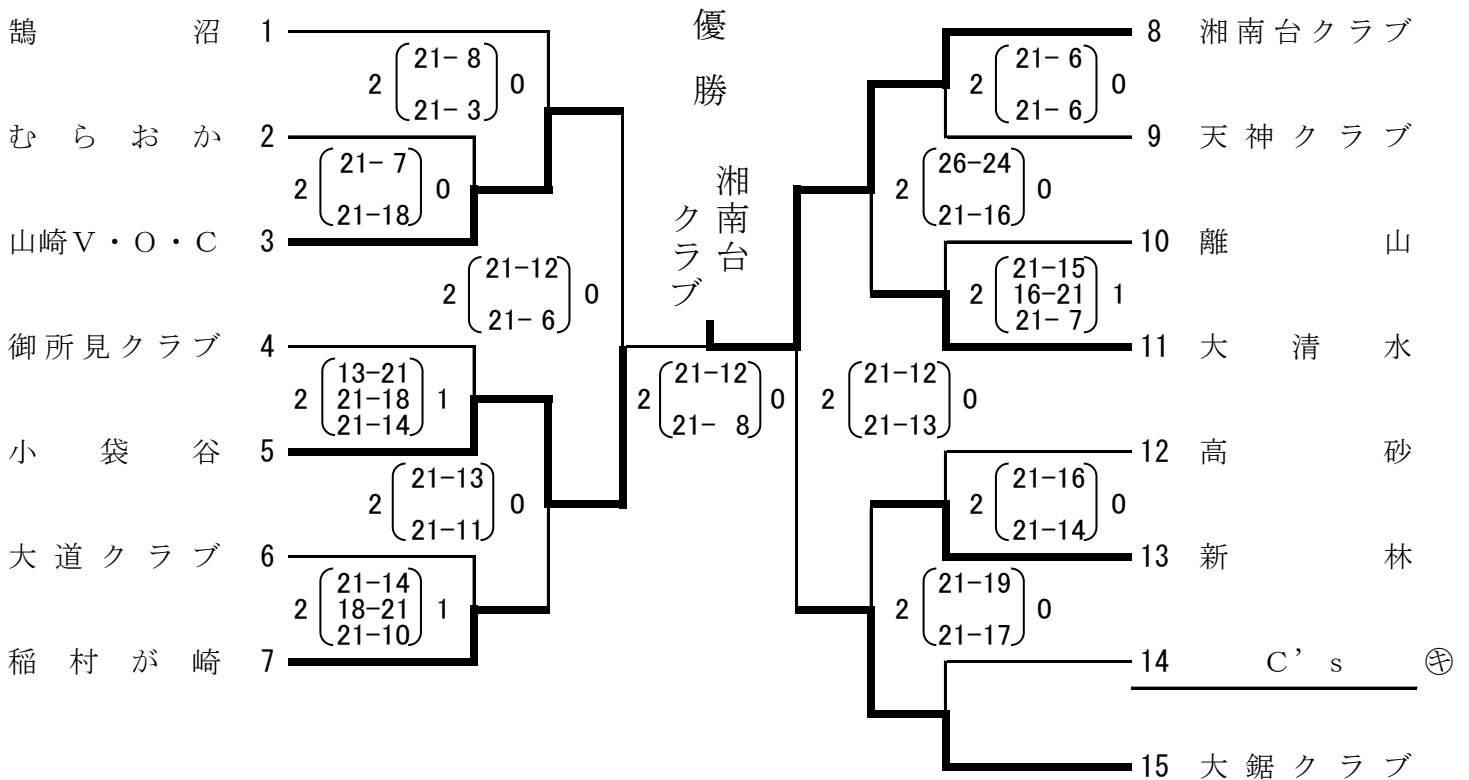 優勝
湘南台
クラブ
鵠沼 1
2 21- 8 0
21- 3
むらおか 2
2 21- 7 0
21-18
山崎Ｖ・Ｏ・Ｃ 3
2 21-12 0
21- 6
御所見クラブ 4
2 13-21 1
21-18
21-14
小袋谷 5
2 21-13 0
21-11
大道クラブ 6
2 21-14 1
18-21
21-10
稲村が崎 7
2 21-12 0
21- 8
8 湘南台クラブ
2 21- 6 0
21- 6
9 天神クラブ
2 26-24 0
21-16
10 離山
2 21-15 1
16-21
21- 7
11 大清水
2 21-12 0
21-13
12 高砂
2 21-16 0
21-14
13 新林
2 21-19 0
21-17
14 Ｃ’ｓ ㋖
15 大鋸クラブ